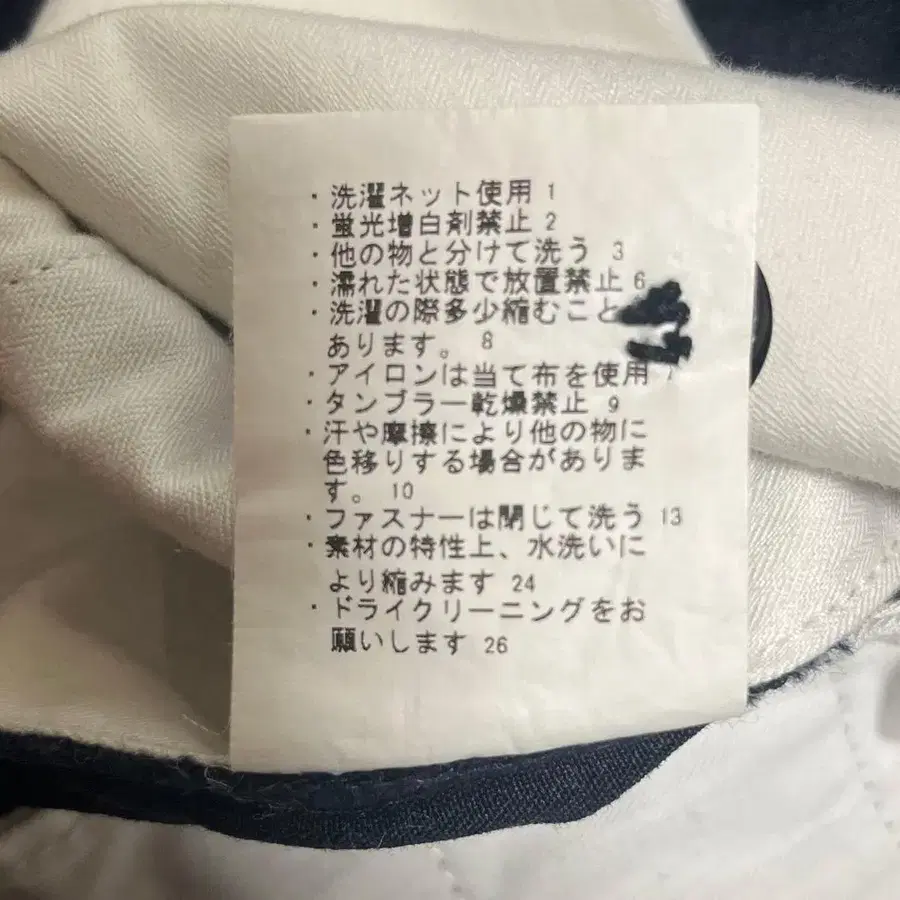 ・洗濯ネット使用 1
・蛍光増白剤禁止 2
・他の物と分けて洗う 3
・濡れた状態で放置禁止 6
・洗濯の際多少縮むこと
あります。 8
・アイロンは当て布を使用
・タンブラー乾燥禁止 9
・汗や摩擦により他の物に
色移りする場合がありま
す。 10
・ファスナーは閉じて洗う 13
・素材の特性上、水洗いに
より縮みます 24
・ドライクリーニングをお
願いします 26